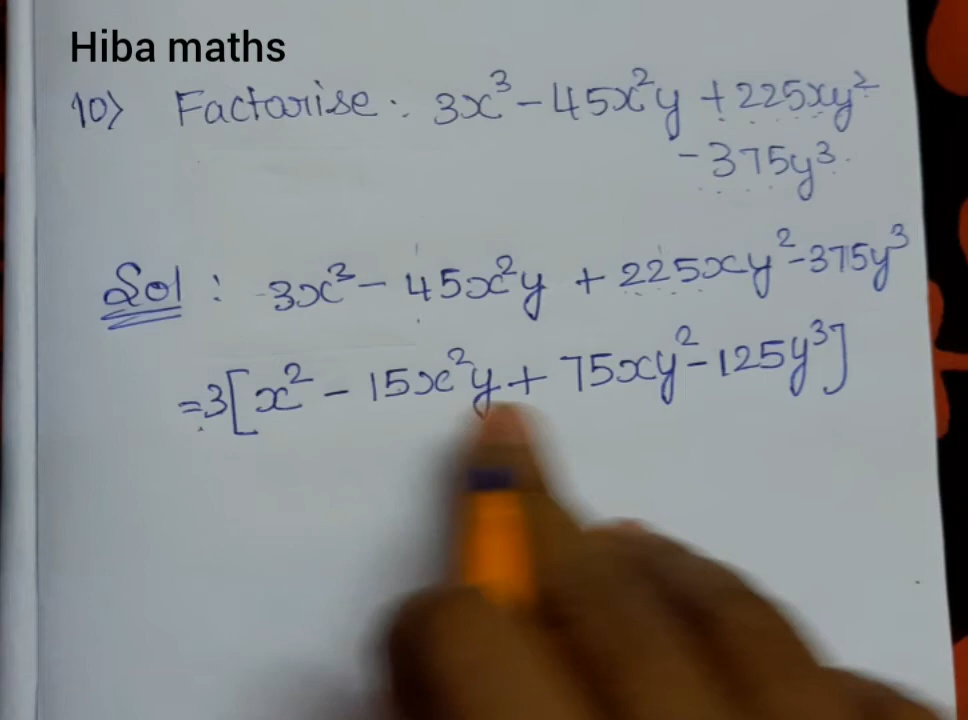 Hiba maths
10) Factorise: 3x³ - 45x²y + 225xy²
- 375y³.
Sol : 3x³ - 45x²y + 225xy² - 375y³
= 3[x² - 15x²y + 75xy² - 125y³]